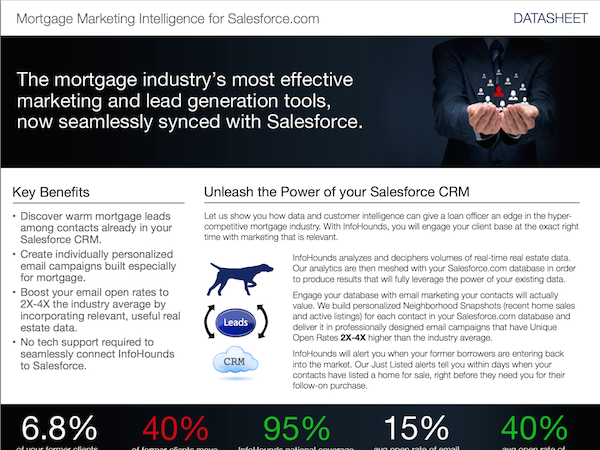 Mortgage Marketing Intelligence for Salesforce.com
DATASHEET
The mortgage industry's most effective
marketing and lead generation tools,
now seamlessly synced with Salesforce.
Key Benefits
• Discover warm mortgage leads
among contacts already in your
Salesforce CRM.
• Create individually personalized
email campaigns built especially
for mortgage.
• Boost your email open rates to
2X-4X the industry average by
incorporating relevant, useful real
estate data.
• No tech support required to
seamlessly connect InfoHounds
to Salesforce.
Unleash the Power of your Salesforce CRM
Let us show you how data and customer intelligence can give a loan officer an edge in the hyper-
competitive mortgage industry. With InfoHounds, you will engage your client base at the exact right
time with marketing that is relevant.
InfoHounds analyzes and deciphers volumes of real-time real estate data.
Our analytics are then meshed with your Salesforce.com database in order
to produce results that will fully leverage the power of your existing data.
Engage your database with email marketing your contacts will actually
value. We build personalized Neighborhood Snapshots (recent home sales
and active listings) for each contact in your Salesforce.com database and
deliver it in professionally designed email campaigns that have Unique
Open Rates 2X-4X higher than the industry average.
InfoHounds will alert you when your former borrowers are entering back
into the market. Our Just Listed alerts tell you within days when your
contacts have listed a home for sale, right before they need you for their
follow-on purchase.
Leads
CRM
6.8% 40% 95% 15% 40%
of your former clients of former clients move InfoHounds national coverage avg open rate of email avg open rate of